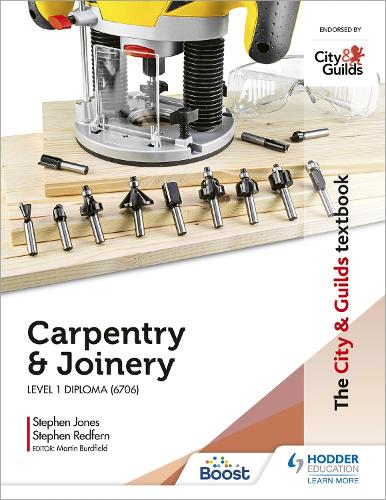 ENDORSED BY
City&
Guilds
The City & Guilds textbook
Carpentry
& Joinery
LEVEL 1 DIPLOMA (6706)
Stephen Jones
Stephen Redfern
EDITOR: Martin Burdfield
Boost
HODDER
EDUCATION
LEARN MORE